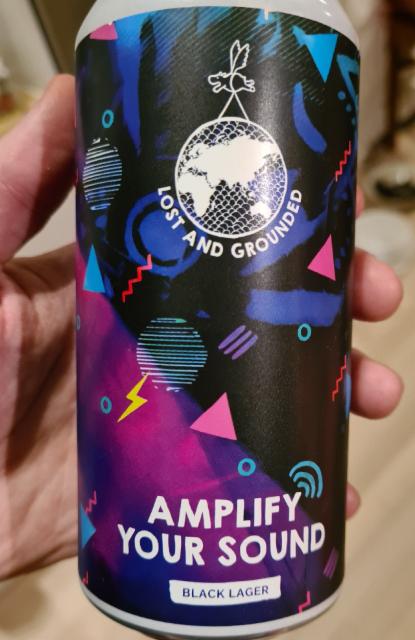 LOST AND GROUNDED
AMPLIFY
YOUR SOUND
BLACK LAGER